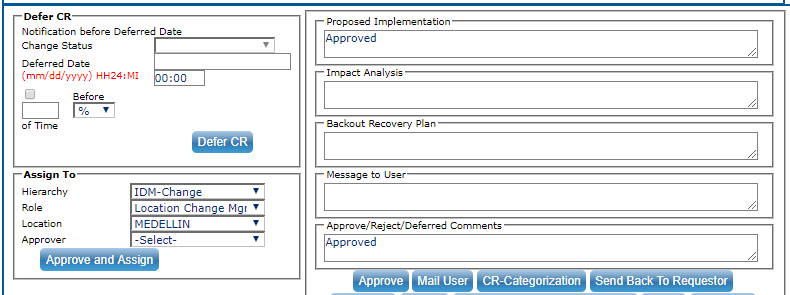 Defer CR
Notification before Deferred Date
Change Status
Deferred Date
(mm/dd/yyyy) HH24:MI
00:00
Before
%
of Time
Defer CR
Assign To
Hierarchy IDM-Change
Role Location Change Mgr
Location MEDELLIN
Approver -Select-
Approve and Assign
Proposed Implementation
Approved
Impact Analysis
Backout Recovery Plan
Message to User
Approve/Reject/Deferred Comments
Approved
Approve Mail User CR-Categorization Send Back To Requestor